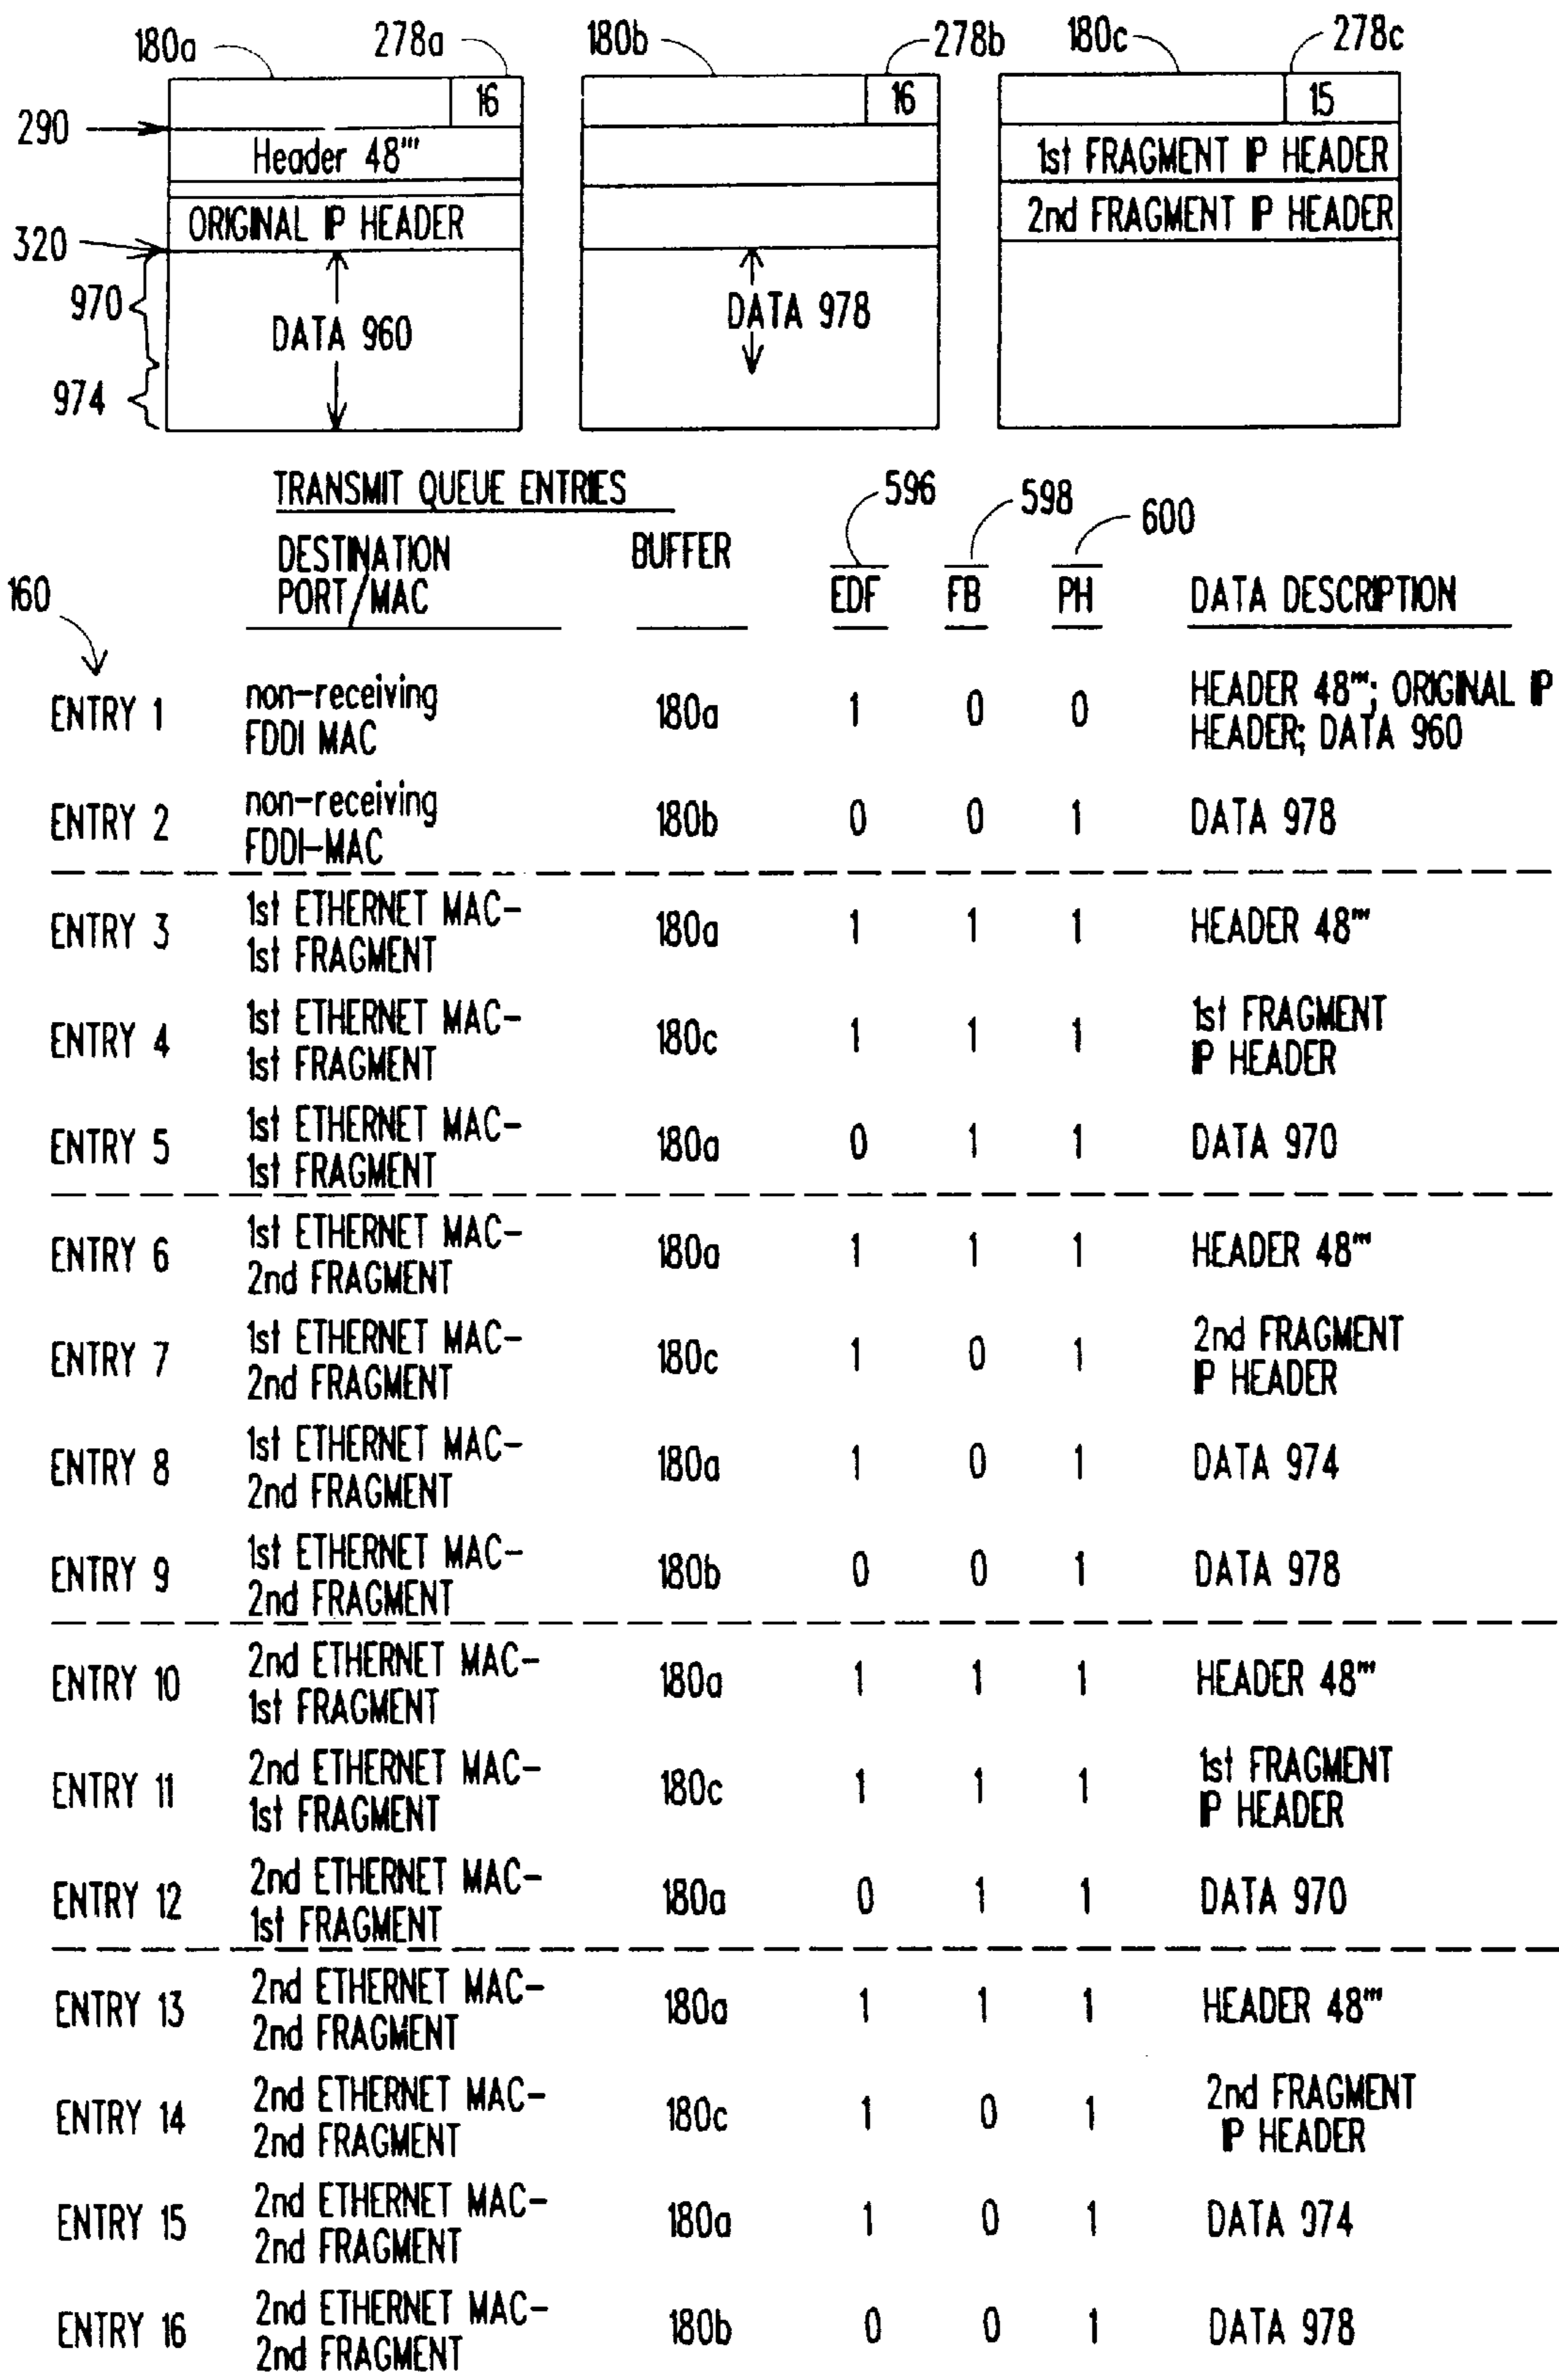 180a 278a 180b 278b 180c 278c
16 16 15
290
Header 48''' 1st FRAGMENT IP HEADER
ORIGINAL IP HEADER 2nd FRAGMENT IP HEADER
320
970 DATA 960 DATA 978
974
TRANSMIT QUEUE ENTRIES 596 598 600
DESTINATION BUFFER
PORT/MAC EDF FB PH DATA DESCRIPTION
160
ENTRY 1 non-receiving 180a 1 0 0 HEADER 48'''; ORIGINAL IP
FDDI MAC HEADER; DATA 960
ENTRY 2 non-receiving 180b 0 0 1 DATA 978
FDDI-MAC
ENTRY 3 1st ETHERNET MAC- 180a 1 1 1 HEADER 48'''
1st FRAGMENT
ENTRY 4 1st ETHERNET MAC- 180c 1 1 1 1st FRAGMENT
1st FRAGMENT IP HEADER
ENTRY 5 1st ETHERNET MAC- 180a 0 1 1 DATA 970
1st FRAGMENT
ENTRY 6 1st ETHERNET MAC- 180a 1 1 1 HEADER 48'''
2nd FRAGMENT
ENTRY 7 1st ETHERNET MAC- 180c 1 0 1 2nd FRAGMENT
2nd FRAGMENT IP HEADER
ENTRY 8 1st ETHERNET MAC- 180a 1 0 1 DATA 974
2nd FRAGMENT
ENTRY 9 1st ETHERNET MAC- 180b 0 0 1 DATA 978
2nd FRAGMENT
ENTRY 10 2nd ETHERNET MAC- 180a 1 1 1 HEADER 48'''
1st FRAGMENT
ENTRY 11 2nd ETHERNET MAC- 180c 1 1 1 1st FRAGMENT
1st FRAGMENT IP HEADER
ENTRY 12 2nd ETHERNET MAC- 180a 0 1 1 DATA 970
1st FRAGMENT
ENTRY 13 2nd ETHERNET MAC- 180a 1 1 1 HEADER 48'''
2nd FRAGMENT
ENTRY 14 2nd ETHERNET MAC- 180c 1 0 1 2nd FRAGMENT
2nd FRAGMENT IP HEADER
ENTRY 15 2nd ETHERNET MAC- 180a 1 0 1 DATA 974
2nd FRAGMENT
ENTRY 16 2nd ETHERNET MAC- 180b 0 0 1 DATA 978
2nd FRAGMENT